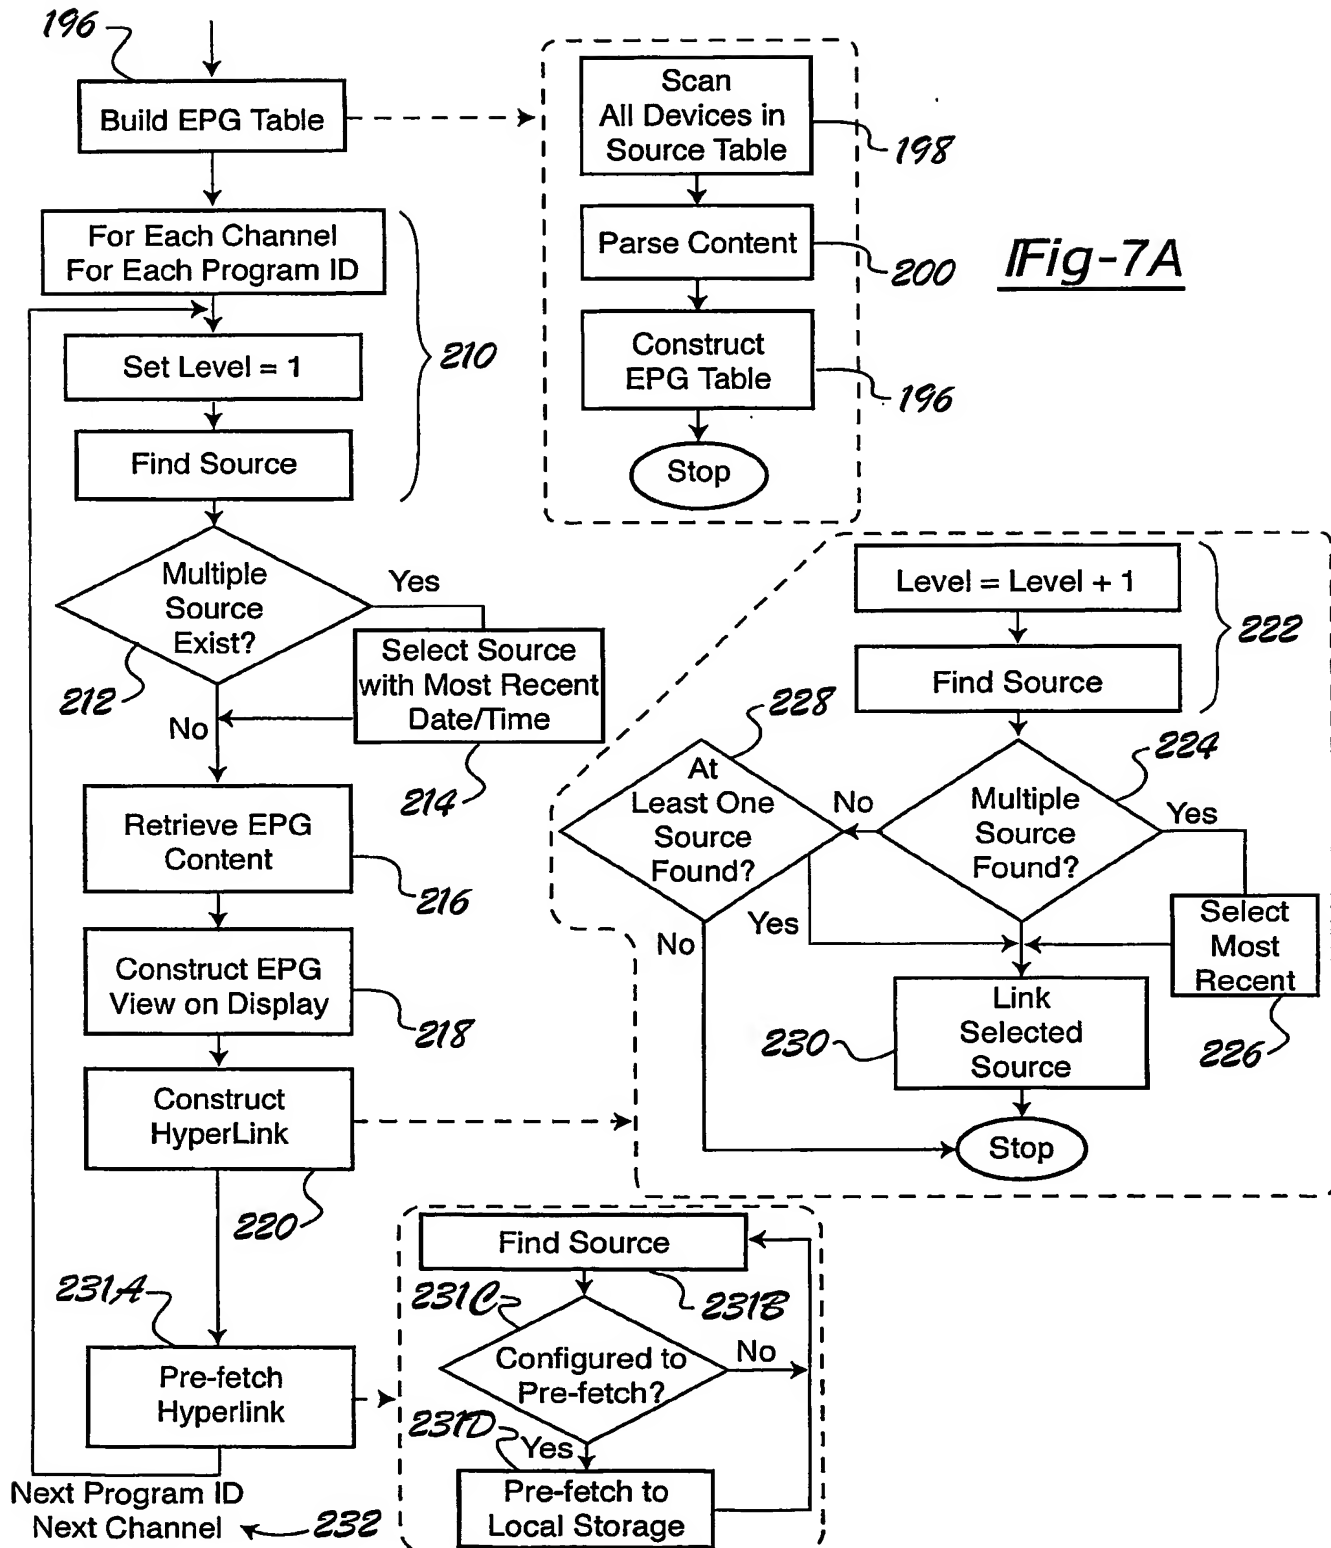 196
Build EPG Table
For Each Channel
For Each Program ID
Set Level = 1
Find Source
210
Multiple
Source
Exist?
212
Yes
No
Select Source
with Most Recent
Date/Time
214
Retrieve EPG
Content
216
Construct EPG
View on Display
218
Construct
HyperLink
220
231A
Pre-fetch
Hyperlink
Next Program ID
Next Channel
232
Scan
All Devices in
Source Table
198
Parse Content
200
Construct
EPG Table
196
Stop
Fig-7A
Level = Level + 1
Find Source
222
Multiple
Source
Found?
224
Yes
No
Select
Most
Recent
226
At
Least One
Source
Found?
228
Yes
No
Link
Selected
Source
230
Stop
Find Source
231B
231C
Configured to
Pre-fetch?
No
Yes
231D
Pre-fetch to
Local Storage